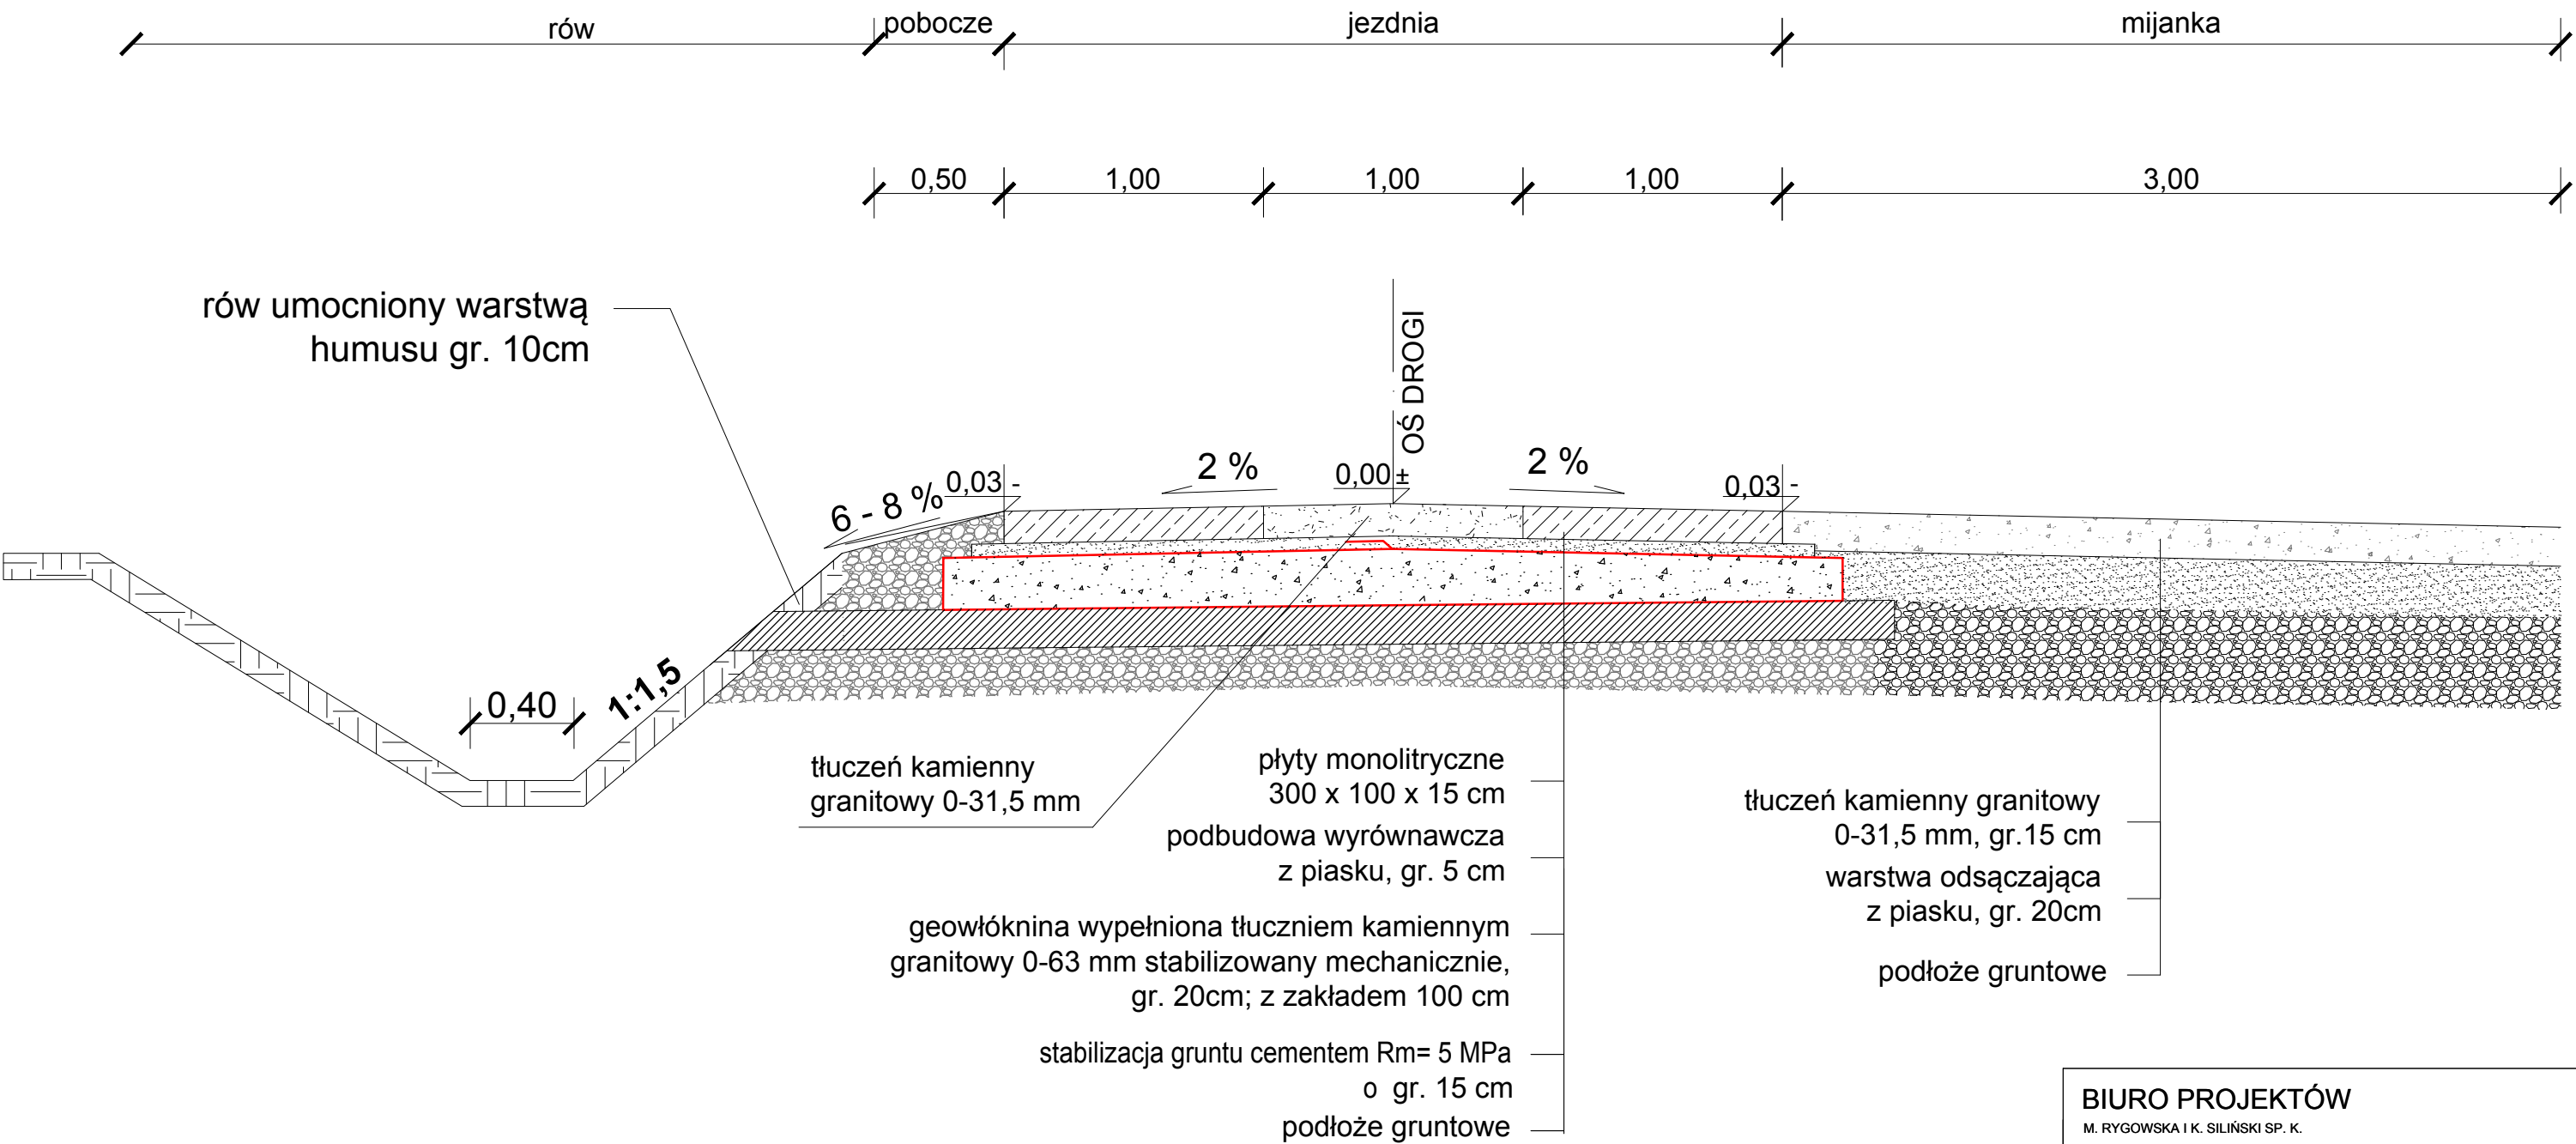 rów
pobocze
jezdnia
mijanka
0,50
1,00
1,00
1,00
3,00
rów umocniony warstwą
humusu gr. 10cm
OŚ DROGI
6 - 8 %
0,03 -
2 %
0,00 ±
2 %
0,03 -
0,40
1:1,5
tłuczeń kamienny
granitowy 0-31,5 mm
płyty monolitryczne
300 x 100 x 15 cm
podbudowa wyrównawcza
z piasku, gr. 5 cm
geowłóknina wypełniona tłuczniem kamiennym
granitowy 0-63 mm stabilizowany mechanicznie,
gr. 20cm; z zakładem 100 cm
stabilizacja gruntu cementem Rm= 5 MPa
o gr. 15 cm
podłoże gruntowe
tłuczeń kamienny granitowy
0-31,5 mm, gr.15 cm
warstwa odsączająca
z piasku, gr. 20cm
podłoże gruntowe
BIURO PROJEKTÓW
M. RYGOWSKA I K. SILIŃSKI SP. K.